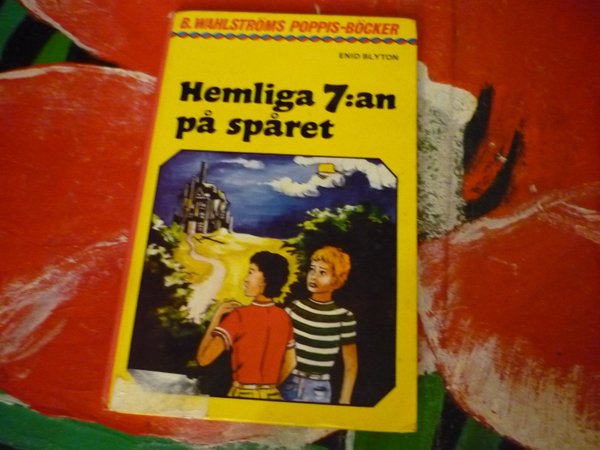 B. WAHLSTRÖMS POPPIS-BÖCKER
ENID BLYTON
Hemliga 7:an
på spåret